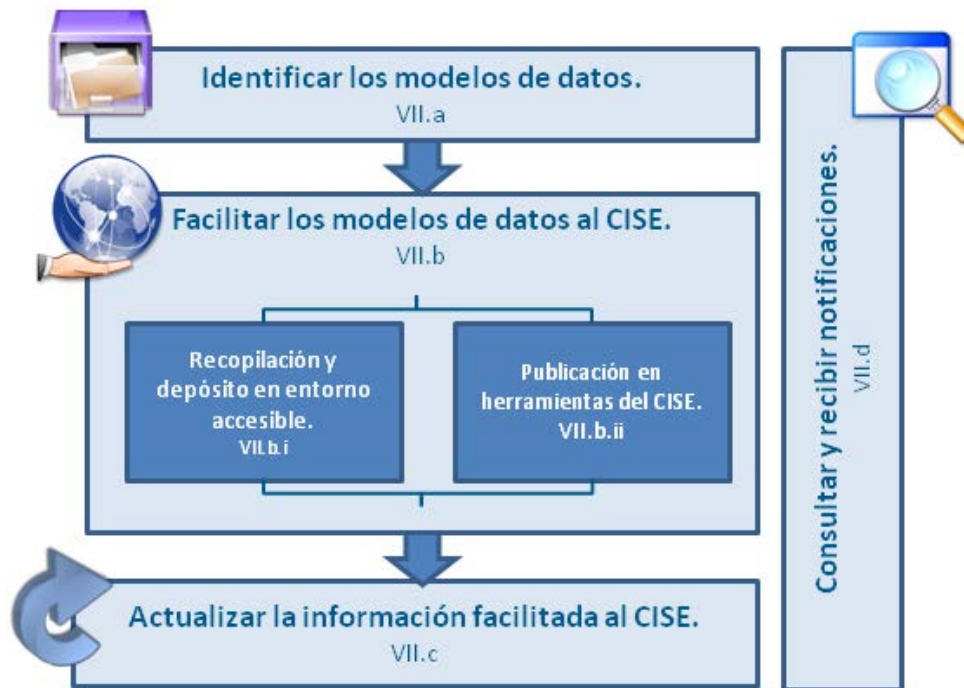 Identificar los modelos de datos.
VII.a
Facilitar los modelos de datos al CISE.
VII.b
Recopilación y
depósito en entorno
accesible.
VII.b.i
Publicación en
herramientas del CISE.
VII.b.ii
Actualizar la información facilitada al CISE.
VII.c
Consultar y recibir notificaciones.
VII.d